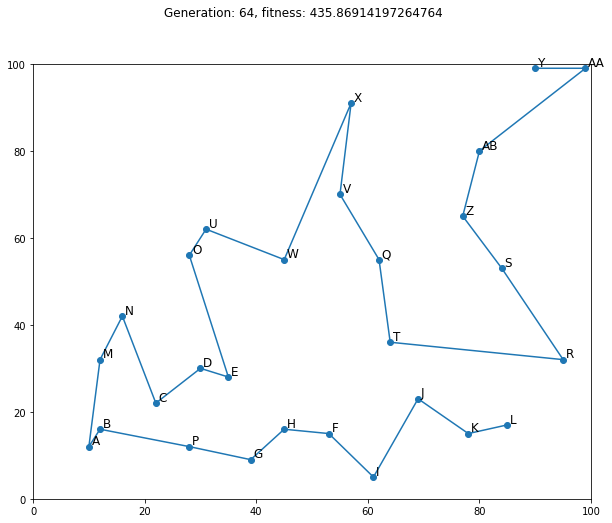 Generation: 64, fitness: 435.86914197264764
100
Y
AA
X
AB
80
V
Z
U
60
O
W
Q
S
N
40
T
M
R
D
E
C
J
20
B
H
F
K
L
A
P
G
I
0
0
20
40
60
80
100